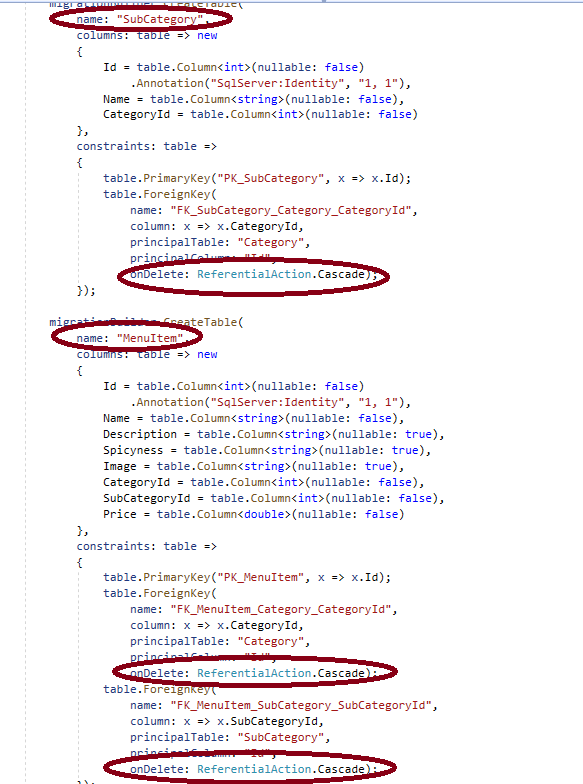 migrationBuilder.CreateTable(
name: "SubCategory",
columns: table => new
{
Id = table.Column<int>(nullable: false)
.Annotation("SqlServer:Identity", "1, 1"),
Name = table.Column<string>(nullable: false),
CategoryId = table.Column<int>(nullable: false)
},
constraints: table =>
{
table.PrimaryKey("PK_SubCategory", x => x.Id);
table.ForeignKey(
name: "FK_SubCategory_Category_CategoryId",
column: x => x.CategoryId,
principalTable: "Category",
principalColumn: "Id",
onDelete: ReferentialAction.Cascade);
});
migrationBuilder.CreateTable(
name: "MenuItem",
columns: table => new
{
Id = table.Column<int>(nullable: false)
.Annotation("SqlServer:Identity", "1, 1"),
Name = table.Column<string>(nullable: false),
Description = table.Column<string>(nullable: true),
Spicyness = table.Column<string>(nullable: true),
Image = table.Column<string>(nullable: true),
CategoryId = table.Column<int>(nullable: false),
SubCategoryId = table.Column<int>(nullable: false),
Price = table.Column<double>(nullable: false)
},
constraints: table =>
{
table.PrimaryKey("PK_MenuItem", x => x.Id);
table.ForeignKey(
name: "FK_MenuItem_Category_CategoryId",
column: x => x.CategoryId,
principalTable: "Category",
principalColumn: "Id",
onDelete: ReferentialAction.Cascade);
table.ForeignKey(
name: "FK_MenuItem_SubCategory_SubCategoryId",
column: x => x.SubCategoryId,
principalTable: "SubCategory",
principalColumn: "Id",
onDelete: ReferentialAction.Cascade);
});